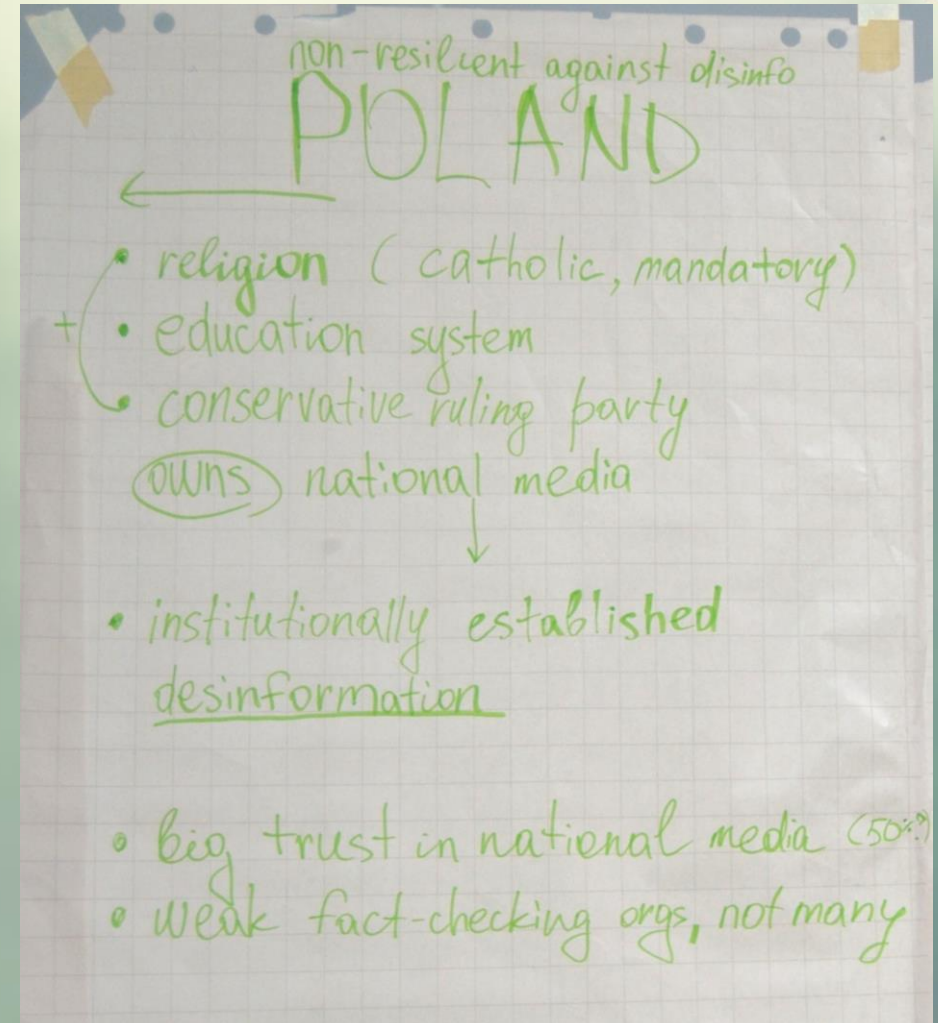 non-resilient against disinfo
POLAND
• religion (catholic, mandatory)
+ • education system
• conservative ruling party
owns national media
• institutionally established
desinformation
• big trust in national media (50%?)
• weak fact-checking orgs, not many